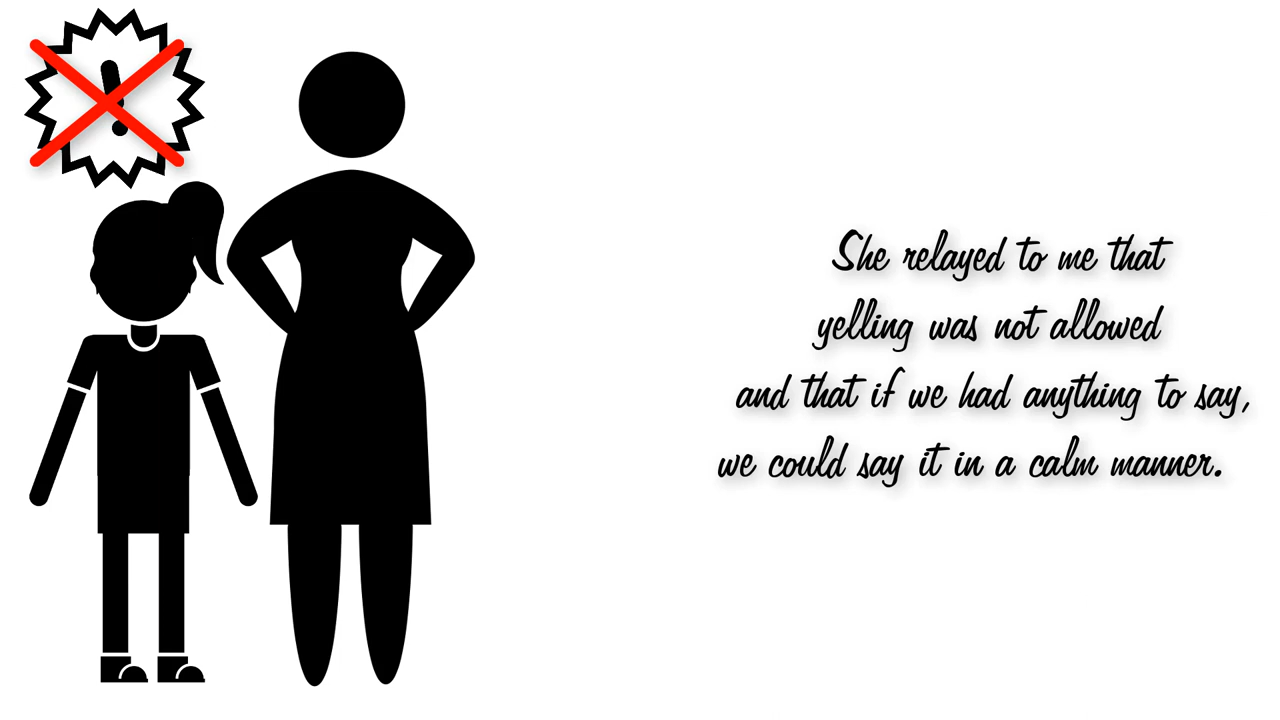 She relayed to me that
yelling was not allowed
and that if we had anything to say,
we could say it in a calm manner.